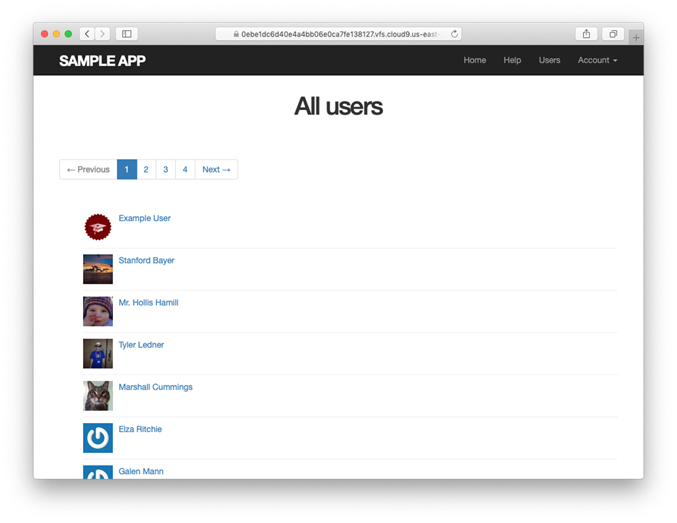 0ebe1dc6d40e4a4bb06e0ca7fe138127.vfs.cloud9.us-east-
SAMPLE APP
Home Help Users Account
All users
← Previous 1 2 3 4 Next →
Example User
Stanford Bayer
Mr. Hollis Hamill
Tyler Ledner
Marshall Cummings
Elza Ritchie
Galen Mann